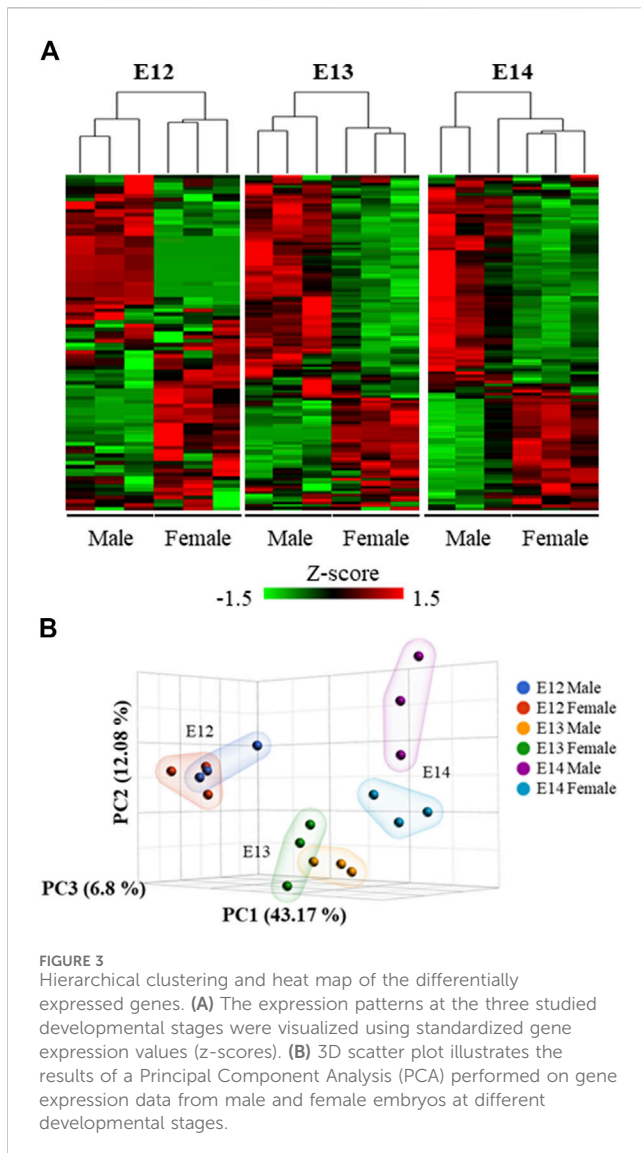 A
E12 E13 E14
Male Female Male Female Male Female
Z-score
-1.5 1.5
B
E12 Male
E12 Female
E13 Male
E13 Female
E14 Male
E14 Female
E12
E14
E13
PC2 (12.08 %)
PC3 (6.8 %)
PC1 (43.17 %)
FIGURE 3
Hierarchical clustering and heat map of the differentially
expressed genes. (A) The expression patterns at the three studied
developmental stages were visualized using standardized gene
expression values (z-scores). (B) 3D scatter plot illustrates the
results of a Principal Component Analysis (PCA) performed on gene
expression data from male and female embryos at different
developmental stages.